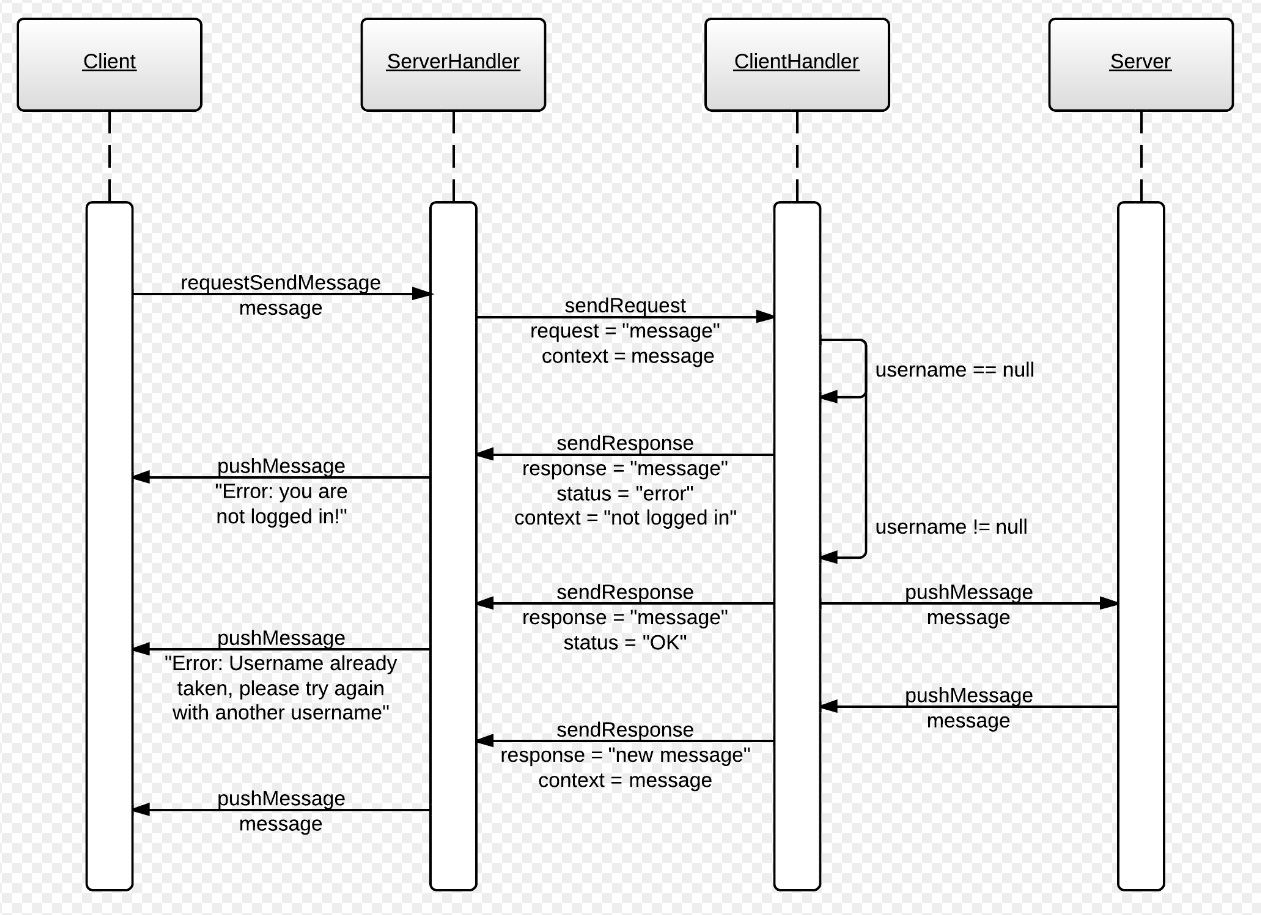 Client
ServerHandler
ClientHandler
Server
requestSendMessage
message
sendRequest
request = "message"
context = message
username == null
sendResponse
response = "message"
status = "error"
context = "not logged in"
pushMessage
"Error: you are
not logged in!"
username != null
sendResponse
response = "message"
status = "OK"
pushMessage
message
pushMessage
"Error: Username already
taken, please try again
with another username"
pushMessage
message
sendResponse
response = "new message"
context = message
pushMessage
message